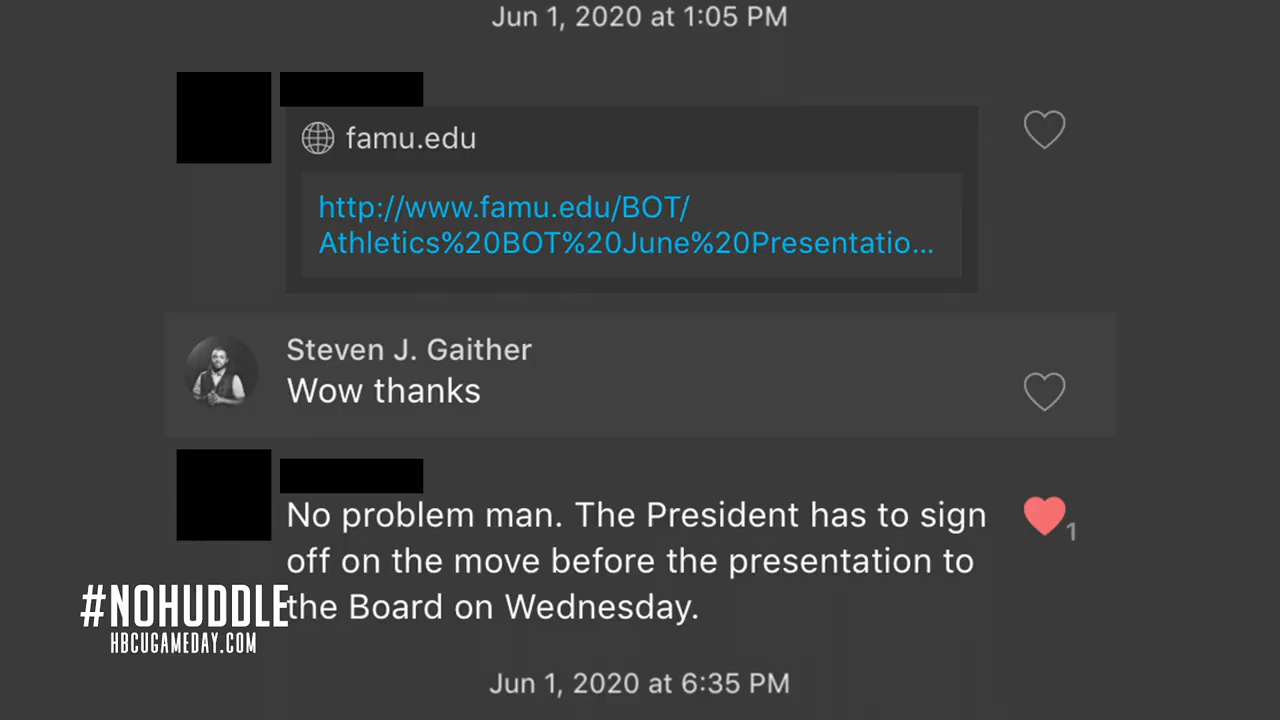 Jun 1, 2020 at 1:05 PM
famu.edu
http://www.famu.edu/BOT/
Athletics%20BOT%20June%20Presentatio...
Steven J. Gaither
Wow thanks
No problem man. The President has to sign
off on the move before the presentation to
the Board on Wednesday.
1
#NOHUDDLE
HBCUGAMEDAY.COM
Jun 1, 2020 at 6:35 PM